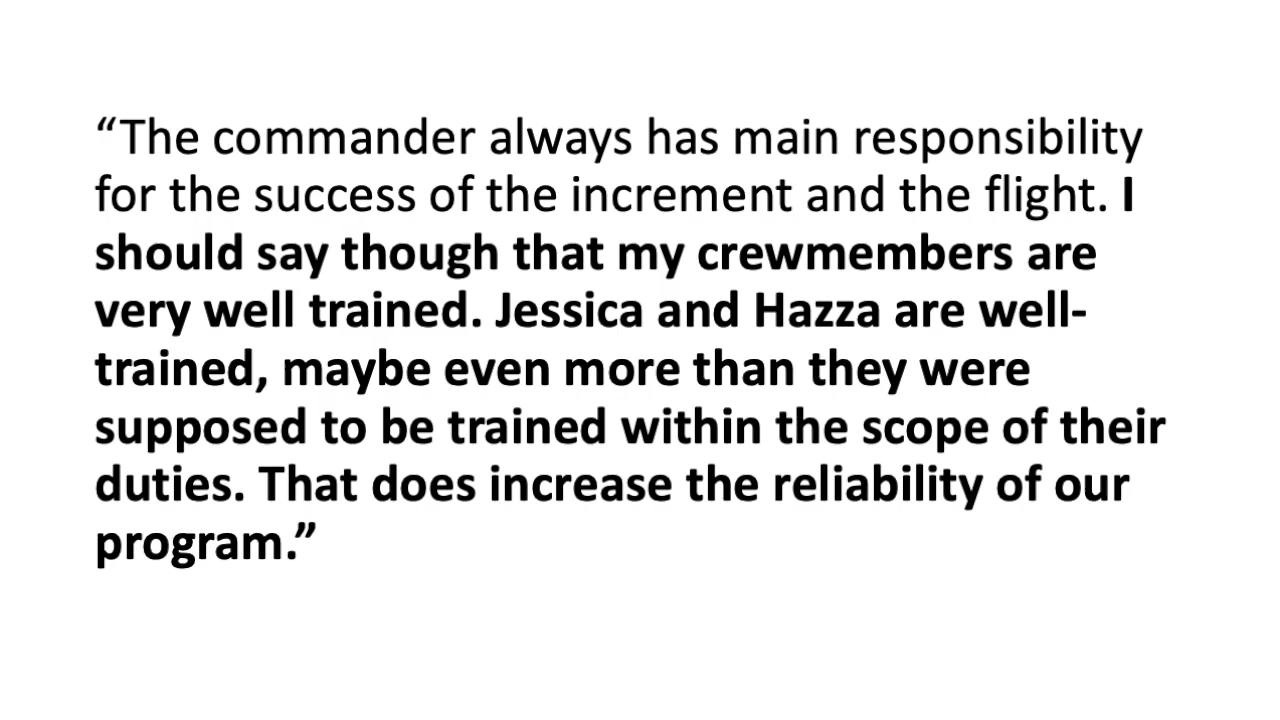 “The commander always has main responsibility
for the success of the increment and the flight. I
should say though that my crewmembers are
very well trained. Jessica and Hazza are well-
trained, maybe even more than they were
supposed to be trained within the scope of their
duties. That does increase the reliability of our
program.”